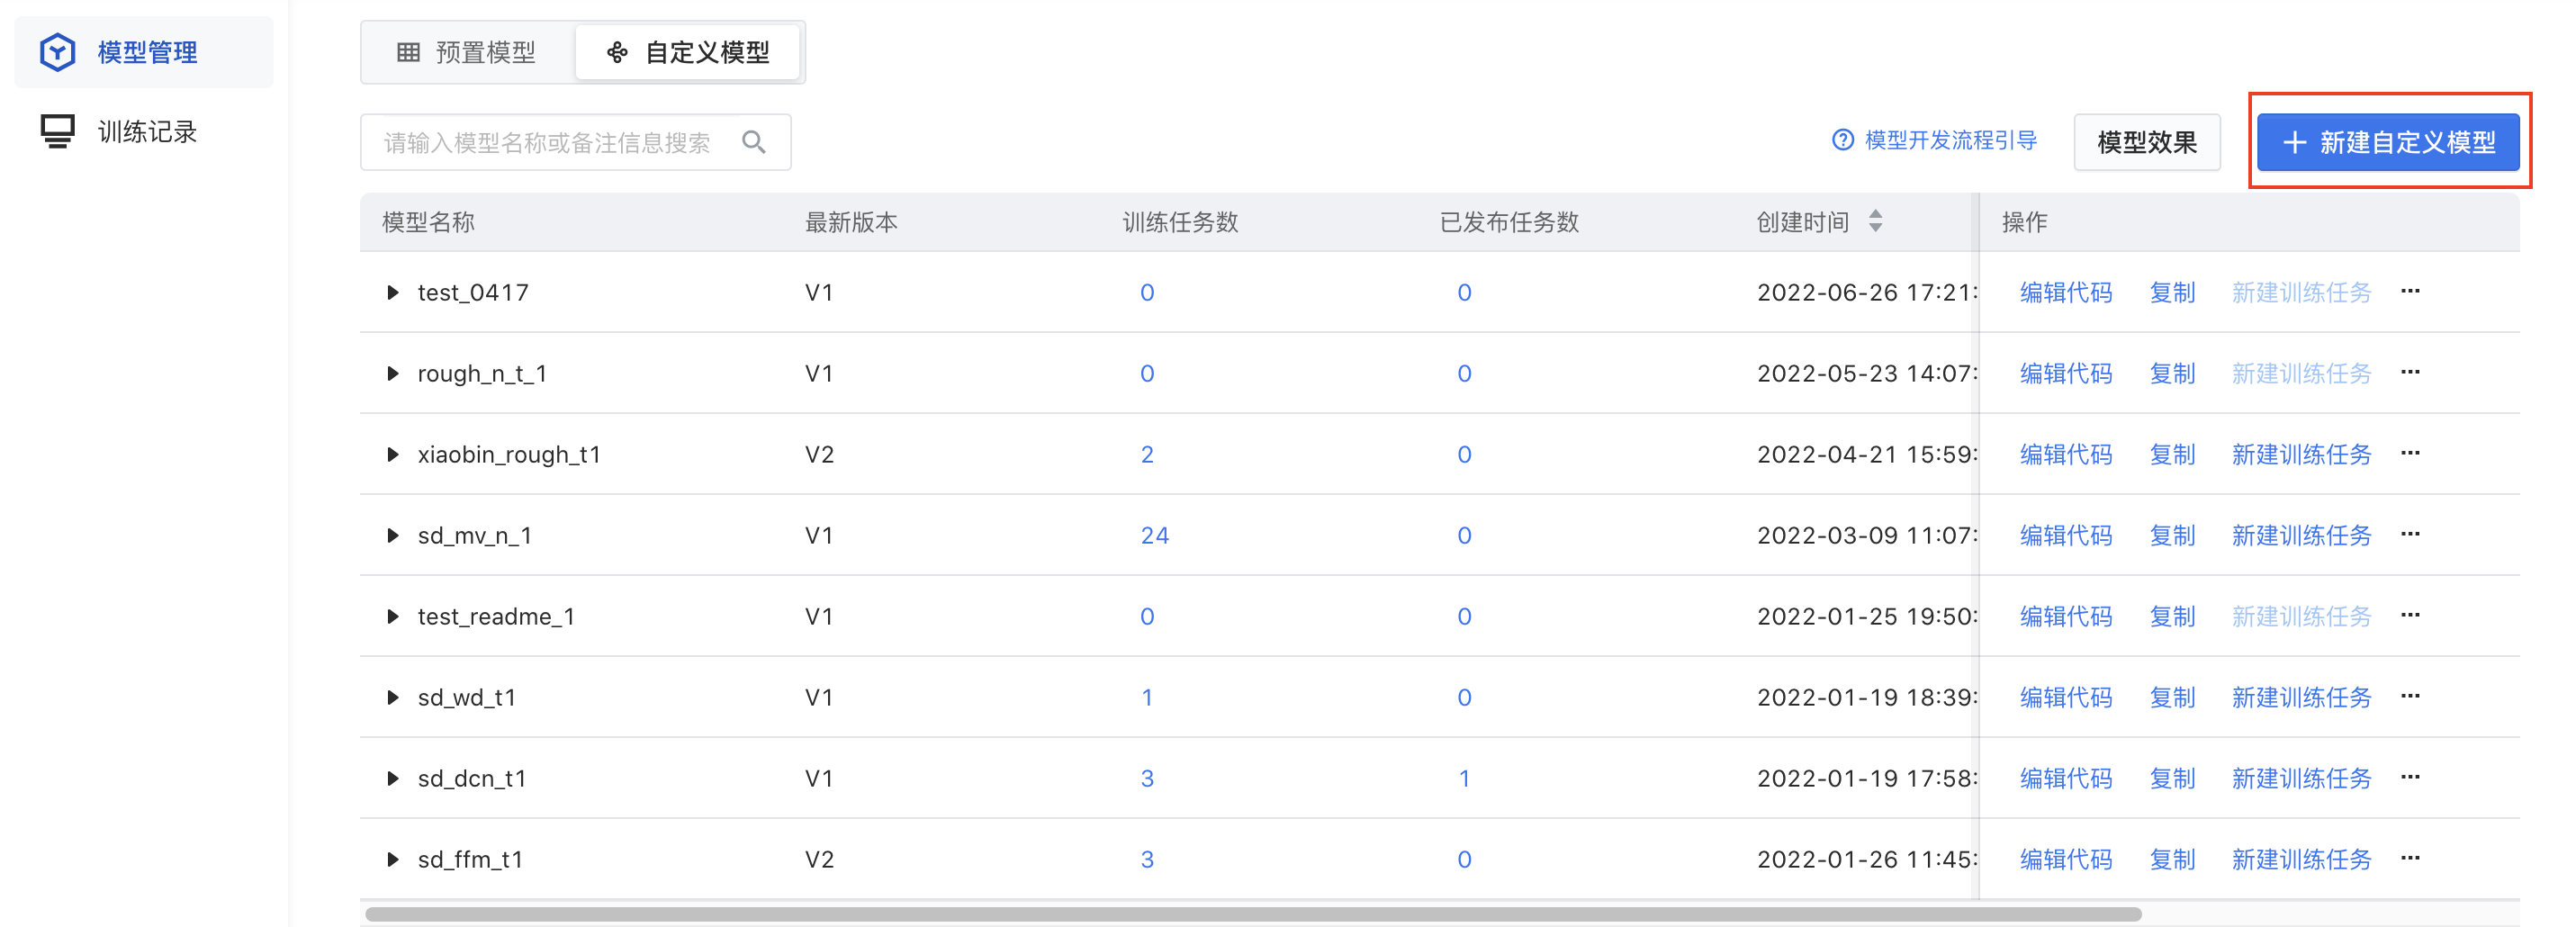 模型管理
训练记录
预置模型 自定义模型
请输入模型名称或备注信息搜索 模型开发流程引导 模型效果 + 新建自定义模型
模型名称 最新版本 训练任务数 已发布任务数 创建时间 操作
test_0417 V1 0 0 2022-06-26 17:21: 编辑代码 复制 新建训练任务 ···
rough_n_t_1 V1 0 0 2022-05-23 14:07: 编辑代码 复制 新建训练任务 ···
xiaobin_rough_t1 V2 2 0 2022-04-21 15:59: 编辑代码 复制 新建训练任务 ···
sd_mv_n_1 V1 24 0 2022-03-09 11:07: 编辑代码 复制 新建训练任务 ···
test_readme_1 V1 0 0 2022-01-25 19:50: 编辑代码 复制 新建训练任务 ···
sd_wd_t1 V1 1 0 2022-01-19 18:39: 编辑代码 复制 新建训练任务 ···
sd_dcn_t1 V1 3 1 2022-01-19 17:58: 编辑代码 复制 新建训练任务 ···
sd_ffm_t1 V2 3 0 2022-01-26 11:45: 编辑代码 复制 新建训练任务 ···